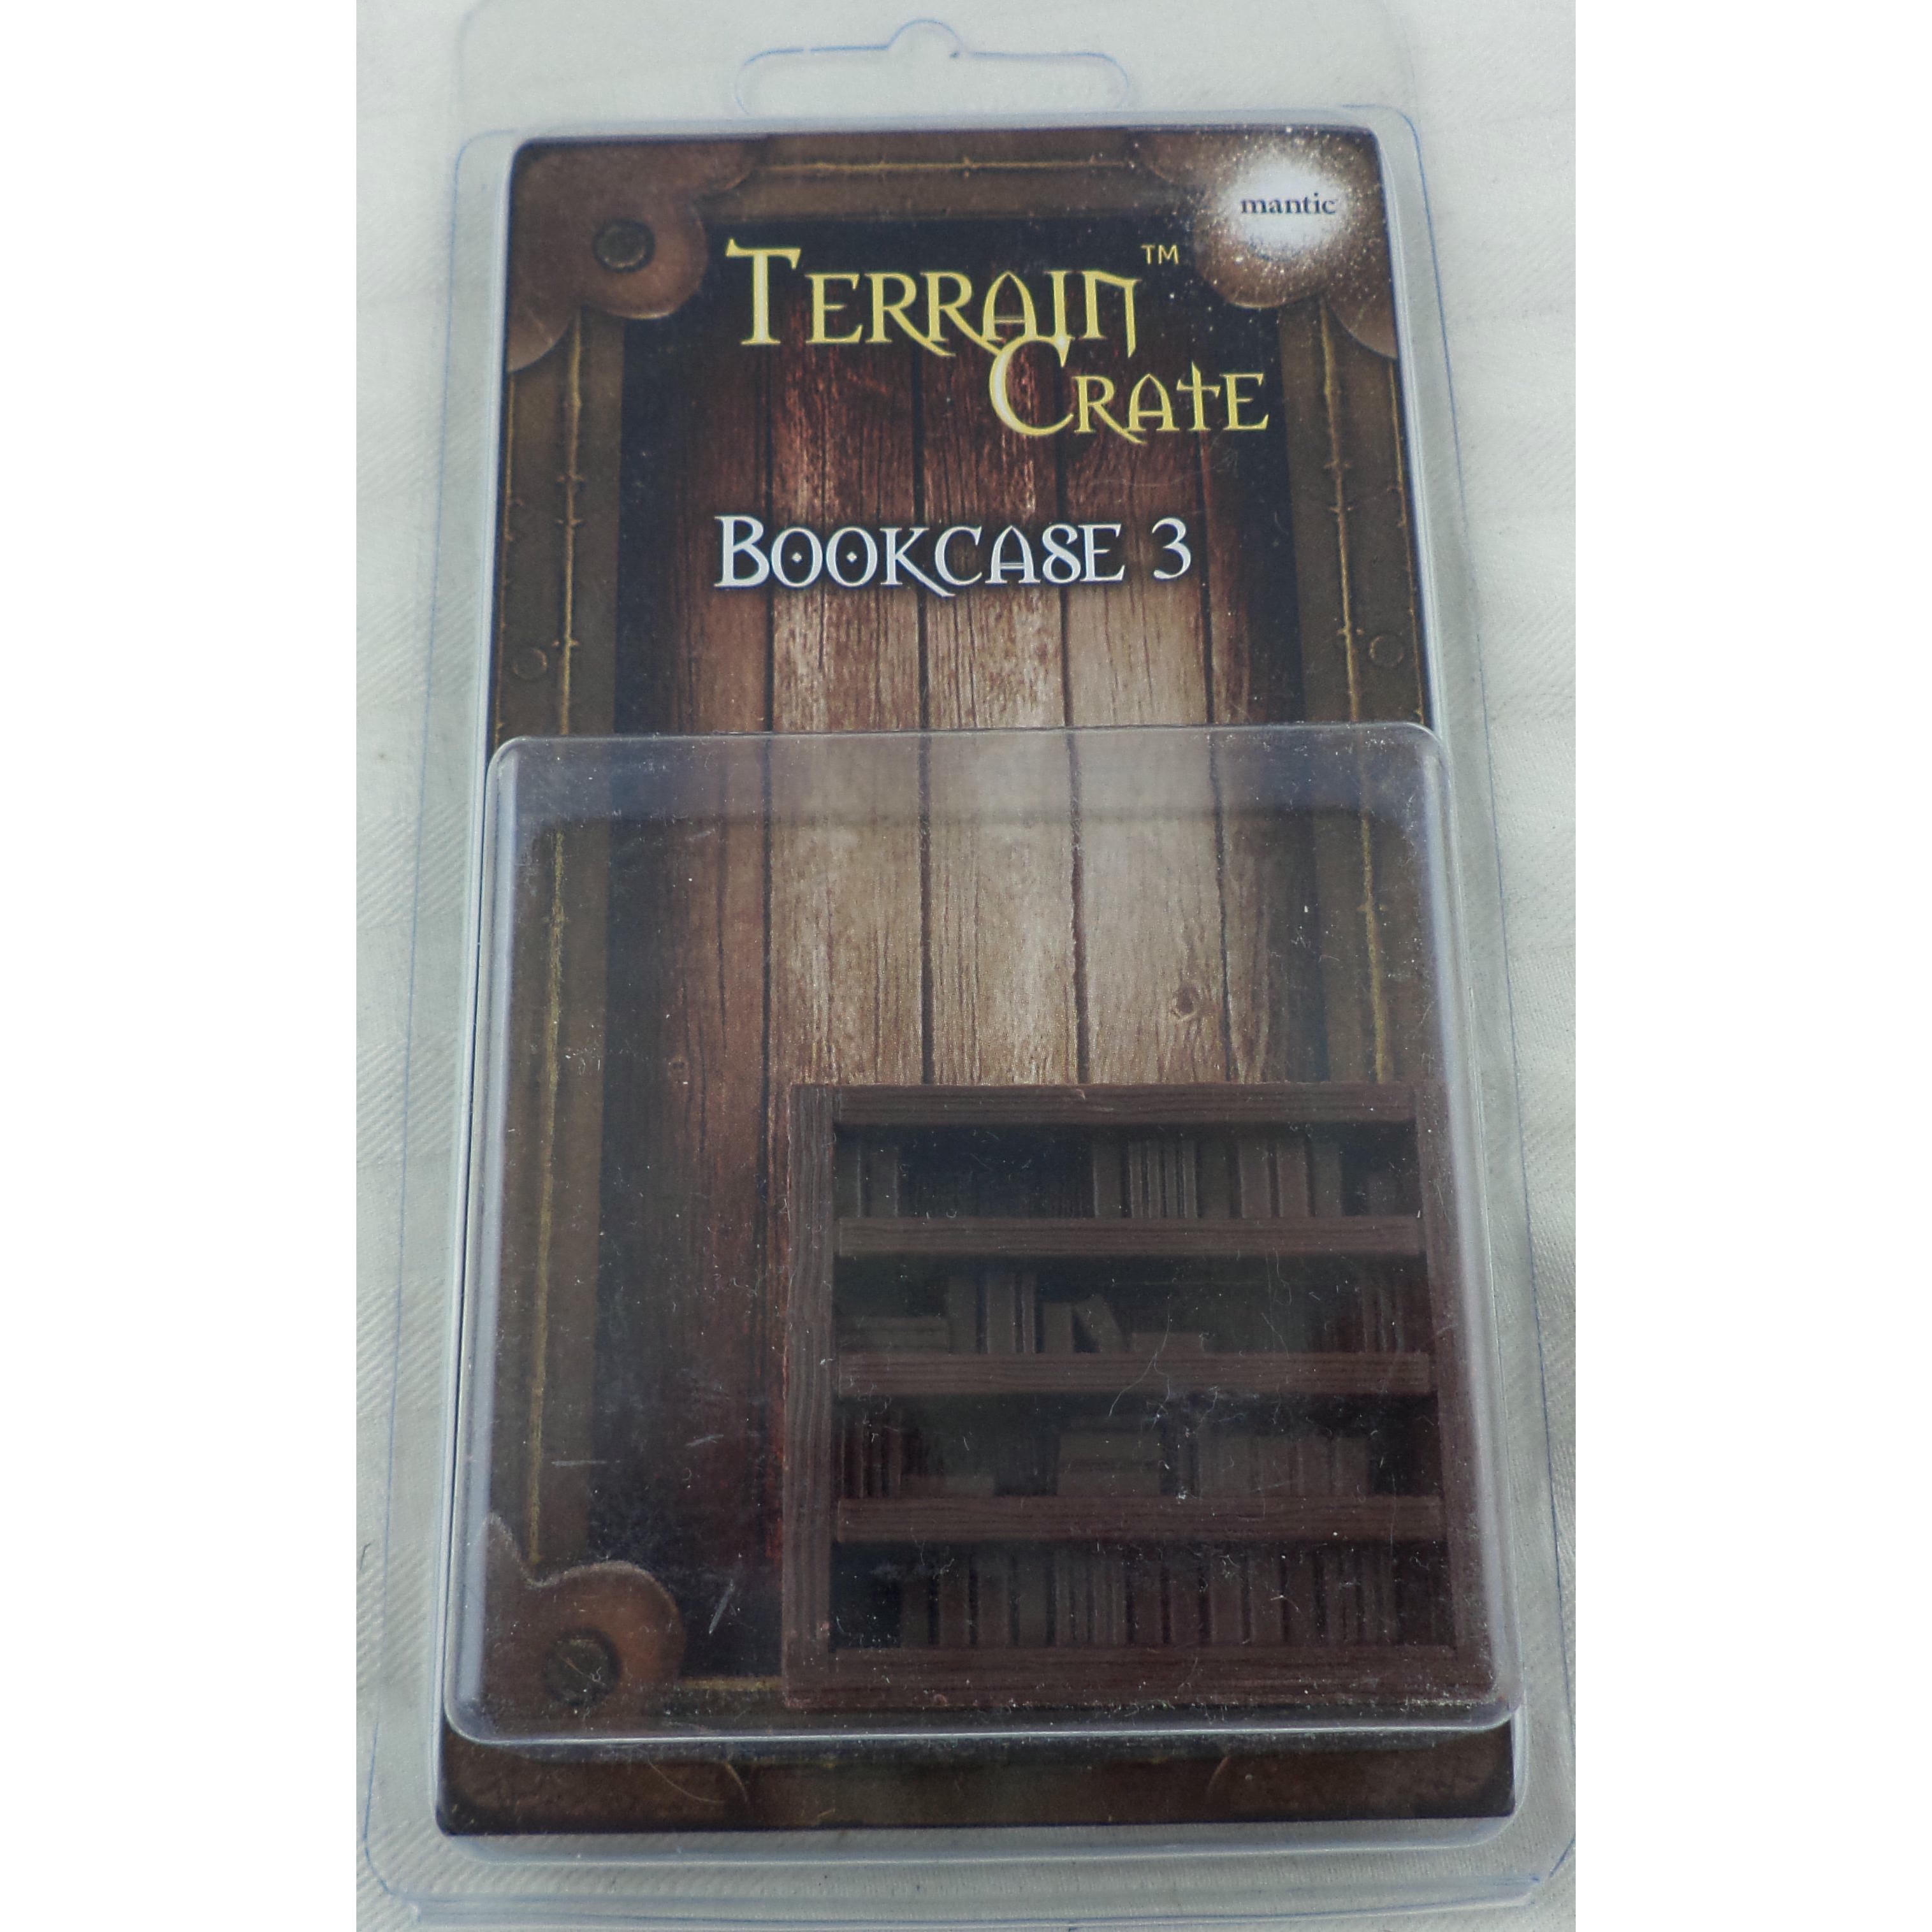 mantic
TERRAIN™
CRATE
BOOKCASE 3